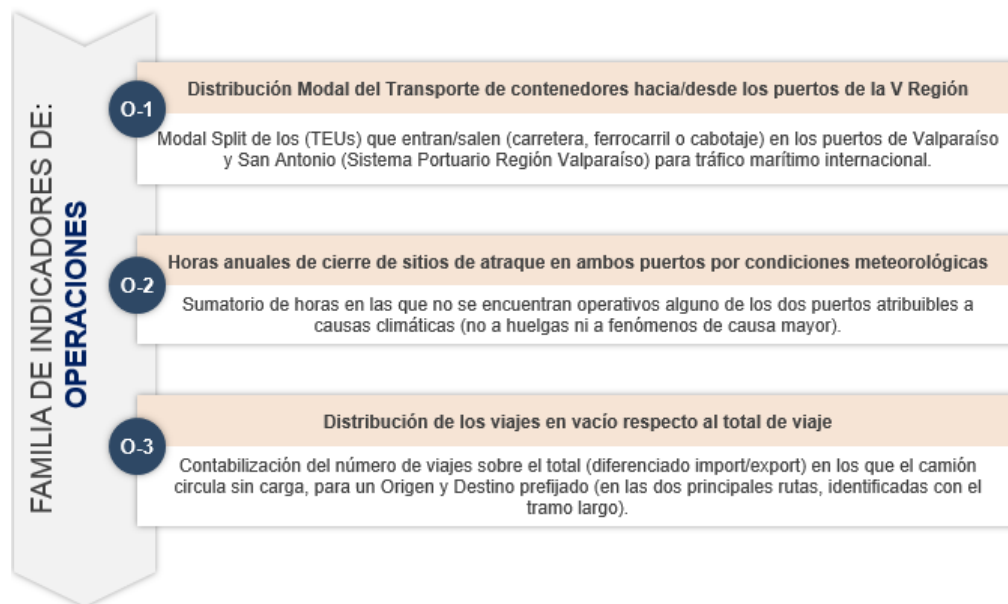 FAMILIA DE INDICADORES DE:
OPERACIONES
O-1
Distribución Modal del Transporte de contenedores hacia/desde los puertos de la V Región
Modal Split de los (TEUs) que entran/salen (carretera, ferrocarril o cabotaje) en los puertos de Valparaíso
y San Antonio (Sistema Portuario Región Valparaíso) para tráfico marítimo internacional.
O-2
Horas anuales de cierre de sitios de atraque en ambos puertos por condiciones meteorológicas
Sumatorio de horas en las que no se encuentran operativos alguno de los dos puertos atribuibles a
causas climáticas (no a huelgas ni a fenómenos de causa mayor).
O-3
Distribución de los viajes en vacío respecto al total de viaje
Contabilización del número de viajes sobre el total (diferenciado import/export) en los que el camión
circula sin carga, para un Origen y Destino prefijado (en las dos principales rutas, identificadas con el
tramo largo).